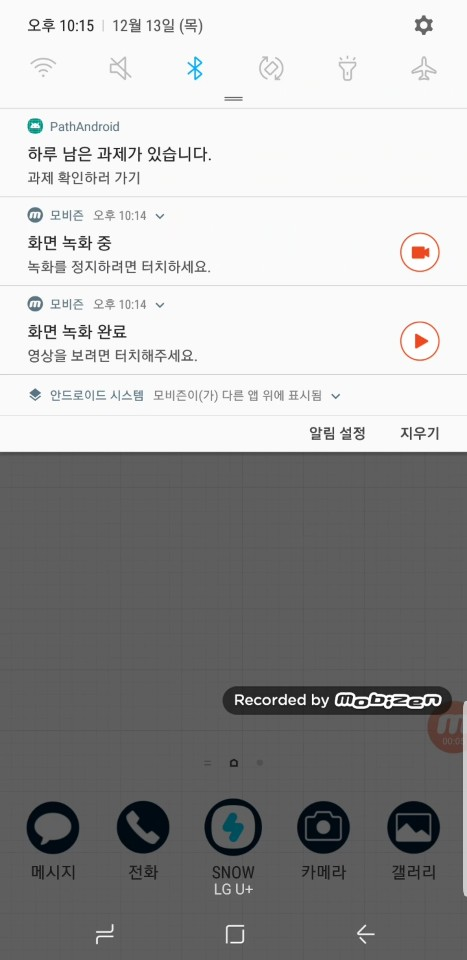 오후 10:15 | 12월 13일 (목)
PathAndroid
하루 남은 과제가 있습니다.
과제 확인하러 가기
모비즌 오후 10:14
화면 녹화 중
녹화를 정지하려면 터치하세요.
모비즌 오후 10:14
화면 녹화 완료
영상을 보려면 터치해주세요.
안드로이드 시스템 모비즌이(가) 다른 앱 위에 표시됨
알림 설정 지우기
Recorded by mobizen
메시지 전화 SNOW 카메라 갤러리
LG U+